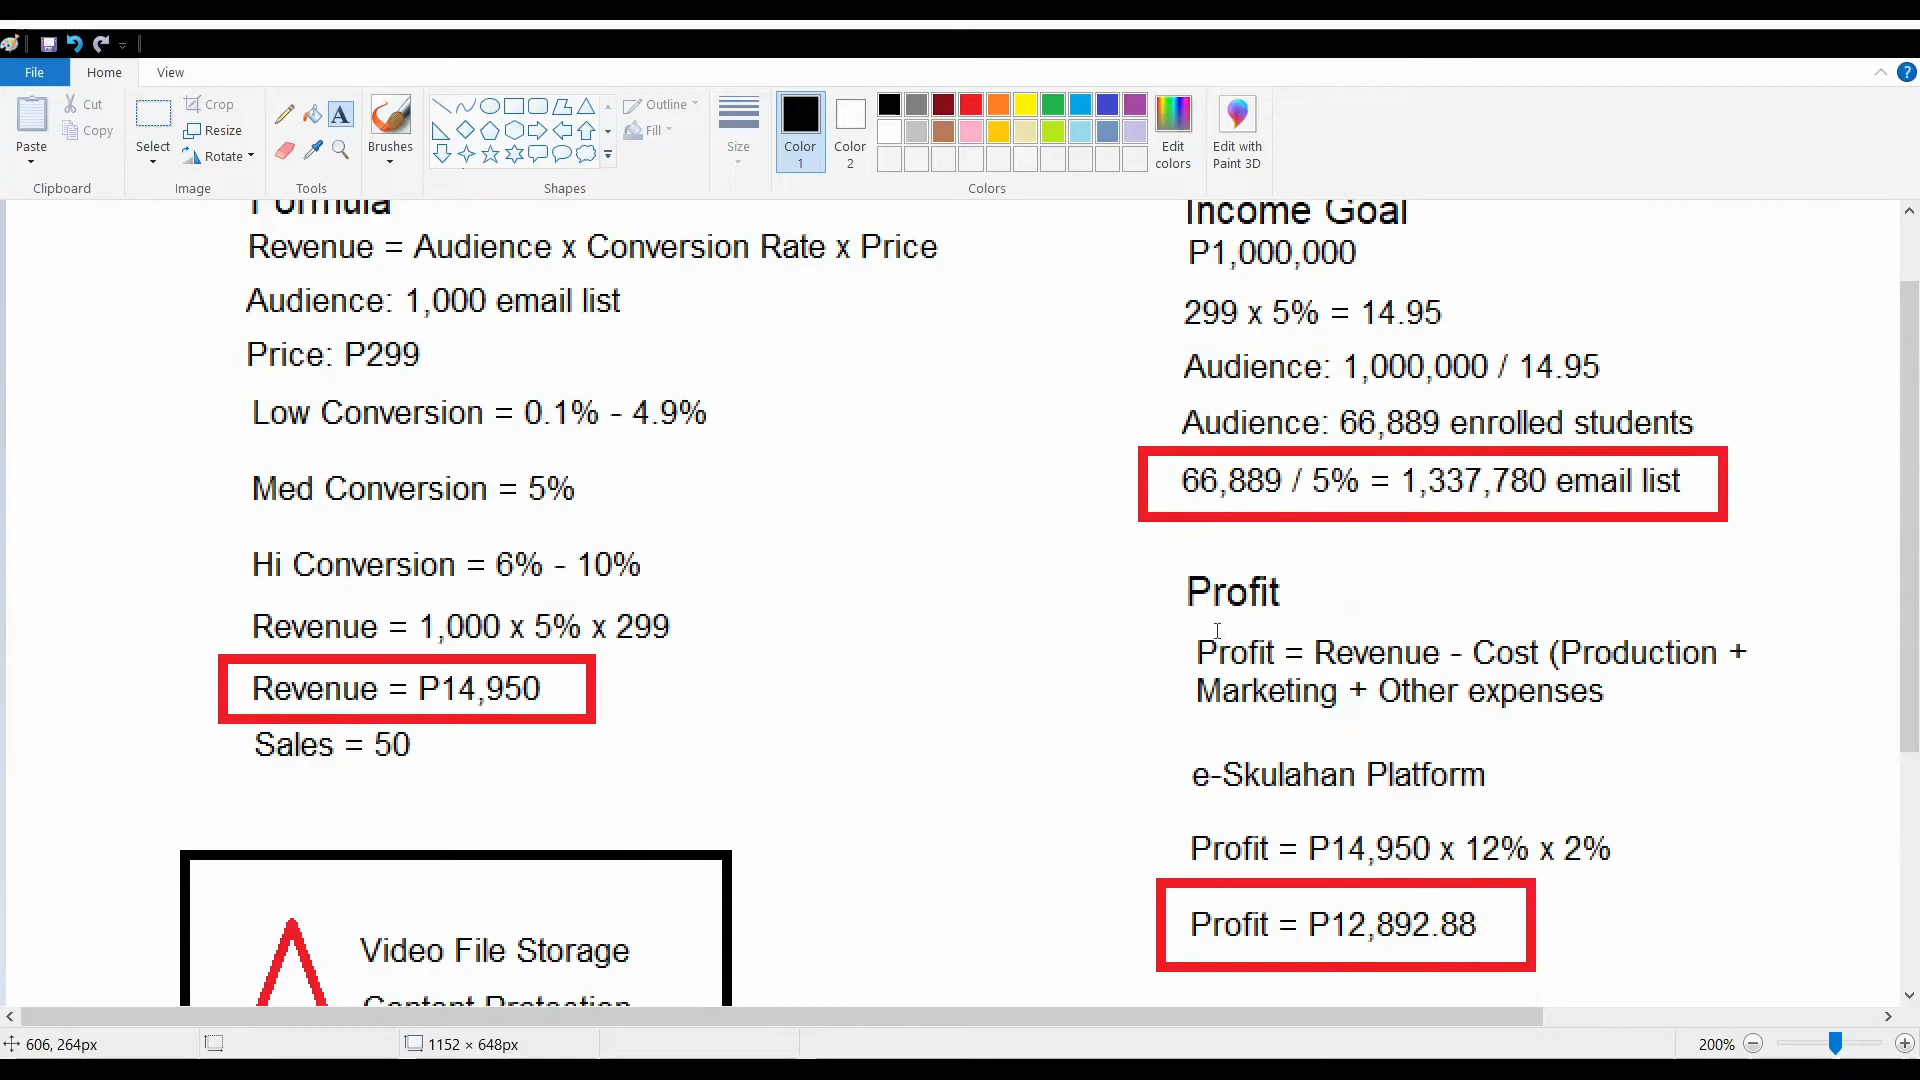 File
Home
View
Paste
Cut
Copy
Clipboard
Select
Crop
Resize
Rotate
Image
A
Tools
Brushes
Outline
Fill
Shapes
Size
Color
1
Color
2
Edit
colors
Colors
Edit with
Paint 3D
Formula
Revenue = Audience x Conversion Rate x Price
Audience: 1,000 email list
Price: P299
Low Conversion = 0.1% - 4.9%
Med Conversion = 5%
Hi Conversion = 6% - 10%
Revenue = 1,000 x 5% x 299
Revenue = P14,950
Sales = 50
Video File Storage
Content Protection
Income Goal
P1,000,000
299 x 5% = 14.95
Audience: 1,000,000 / 14.95
Audience: 66,889 enrolled students
66,889 / 5% = 1,337,780 email list
Profit
Profit = Revenue - Cost (Production +
Marketing + Other expenses
e-Skulahan Platform
Profit = P14,950 x 12% x 2%
Profit = P12,892.88
606, 264px
1152 × 648px
200%